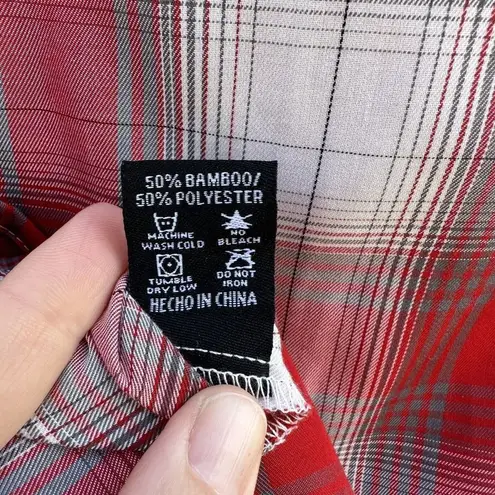 50% BAMBOO/
50% POLYESTER
MACHINE
WASH COLD
NO
BLEACH
TUMBLE
DRY LOW
DO NOT
IRON
HECHO IN CHINA